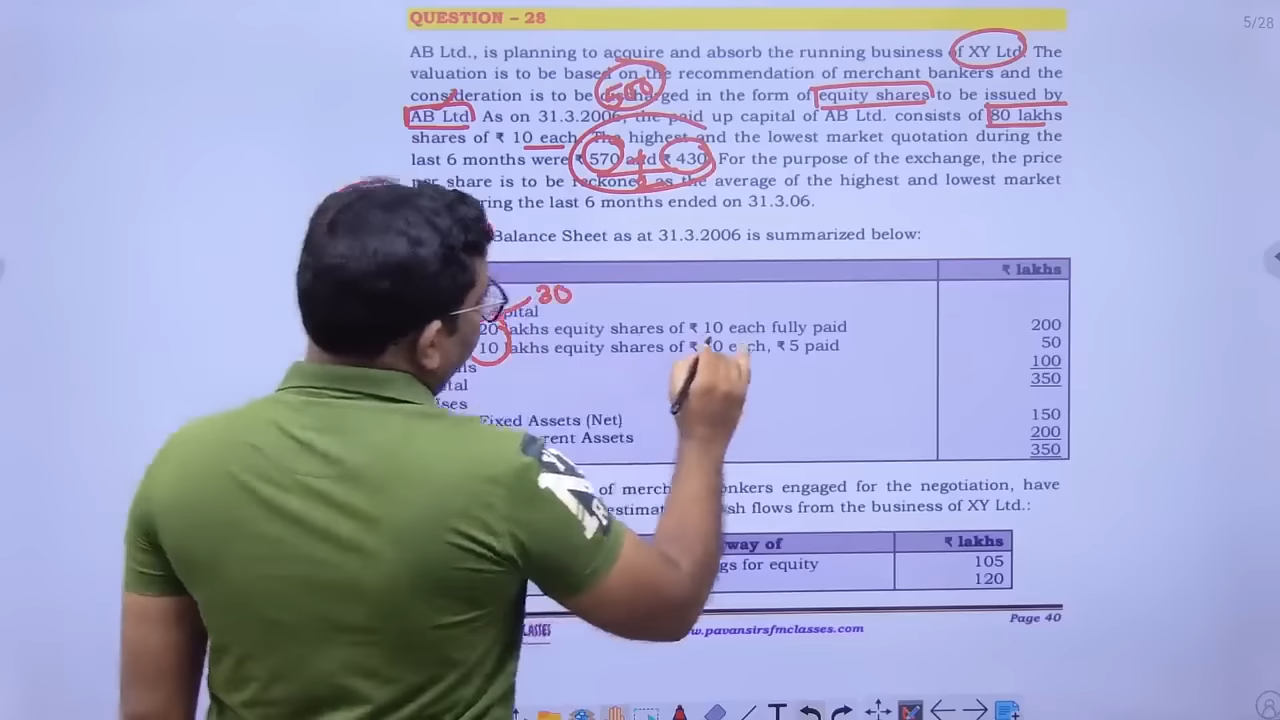 QUESTION – 28
5/28
AB Ltd., is planning to acquire and absorb the running business of XY Ltd. The
valuation is to be based on the recommendation of merchant bankers and the
consideration is to be discharged in the form of equity shares to be issued by
500
AB Ltd. As on 31.3.2006, the paid up capital of AB Ltd. consists of 80 lakhs
shares of ₹ 10 each. The highest and the lowest market quotation during the
last 6 months were ₹ 570 and ₹ 430. For the purpose of the exchange, the price
per share is to be reckoned as the average of the highest and lowest market
ring the last 6 months ended on 31.3.06.
Balance Sheet as at 31.3.2006 is summarized below:
₹ lakhs
30
pital
20 lakhs equity shares of ₹ 10 each fully paid 200
10 lakhs equity shares of ₹ 10 each, ₹ 5 paid 50
100
tal 350
ses
Fixed Assets (Net) 150
rent Assets 200
350
of merch nkers engaged for the negotiation, have
estimat sh flows from the business of XY Ltd.:
way of ₹ lakhs
gs for equity 105
120
Page 40
w.pavansirsfmclasses.com